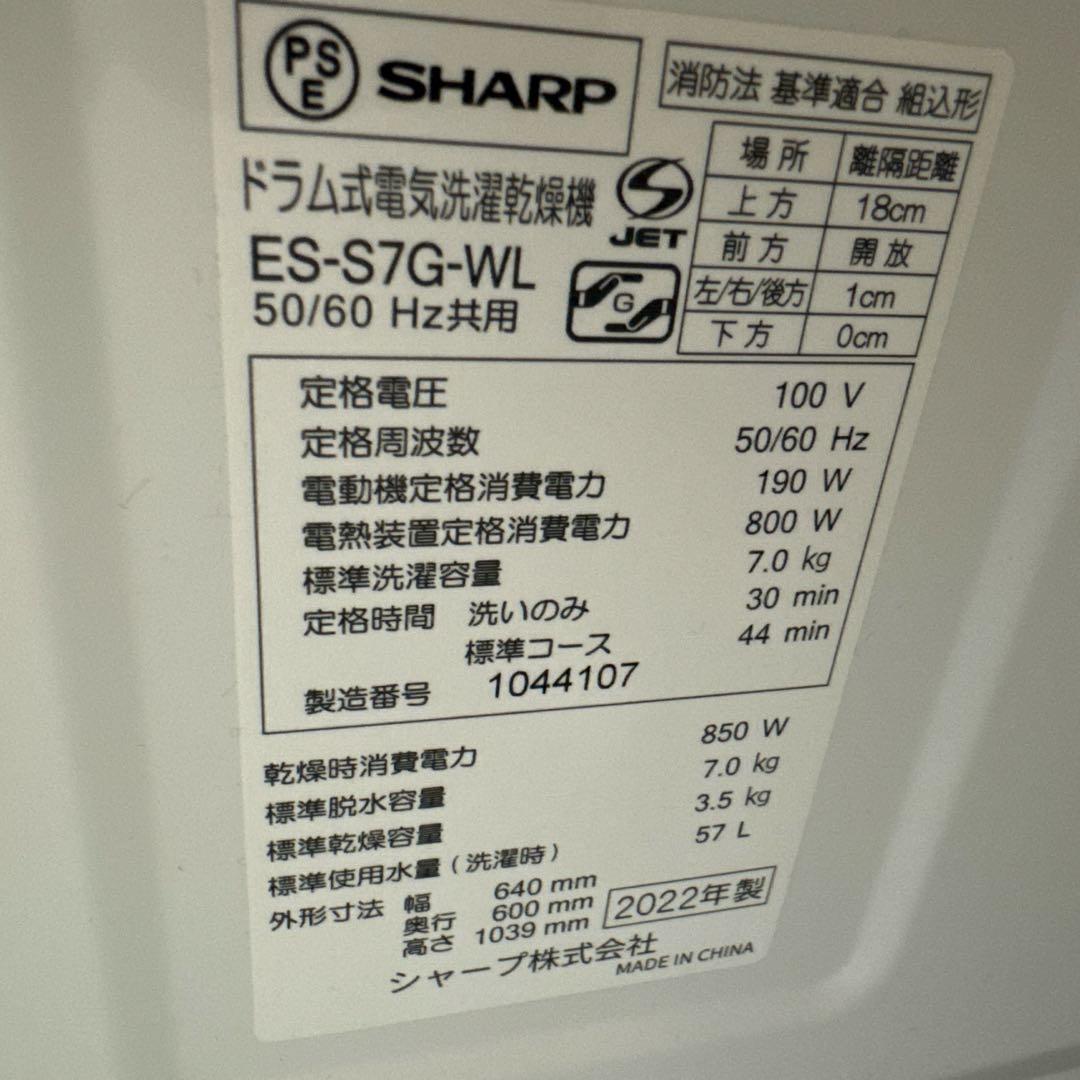 PSE SHARP
消防法 基準適合 組込形
場所 離隔距離
上方 18cm
前方 開放
左/右/後方 1cm
下方 0cm
ドラム式電気洗濯乾燥機
S JET
ES-S7G-WL
50/60 Hz共用
G
定格電圧 100 V
定格周波数 50/60 Hz
電動機定格消費電力 190 W
電熱装置定格消費電力 800 W
標準洗濯容量 7.0 kg
定格時間 洗いのみ 30 min
標準コース 44 min
製造番号 1044107
乾燥時消費電力 850 W
標準脱水容量 7.0 kg
標準乾燥容量 3.5 kg
標準使用水量(洗濯時) 57 L
外形寸法 幅 640 mm
奥行 600 mm
高さ 1039 mm
2022年製
シャープ株式会社
MADE IN CHINA